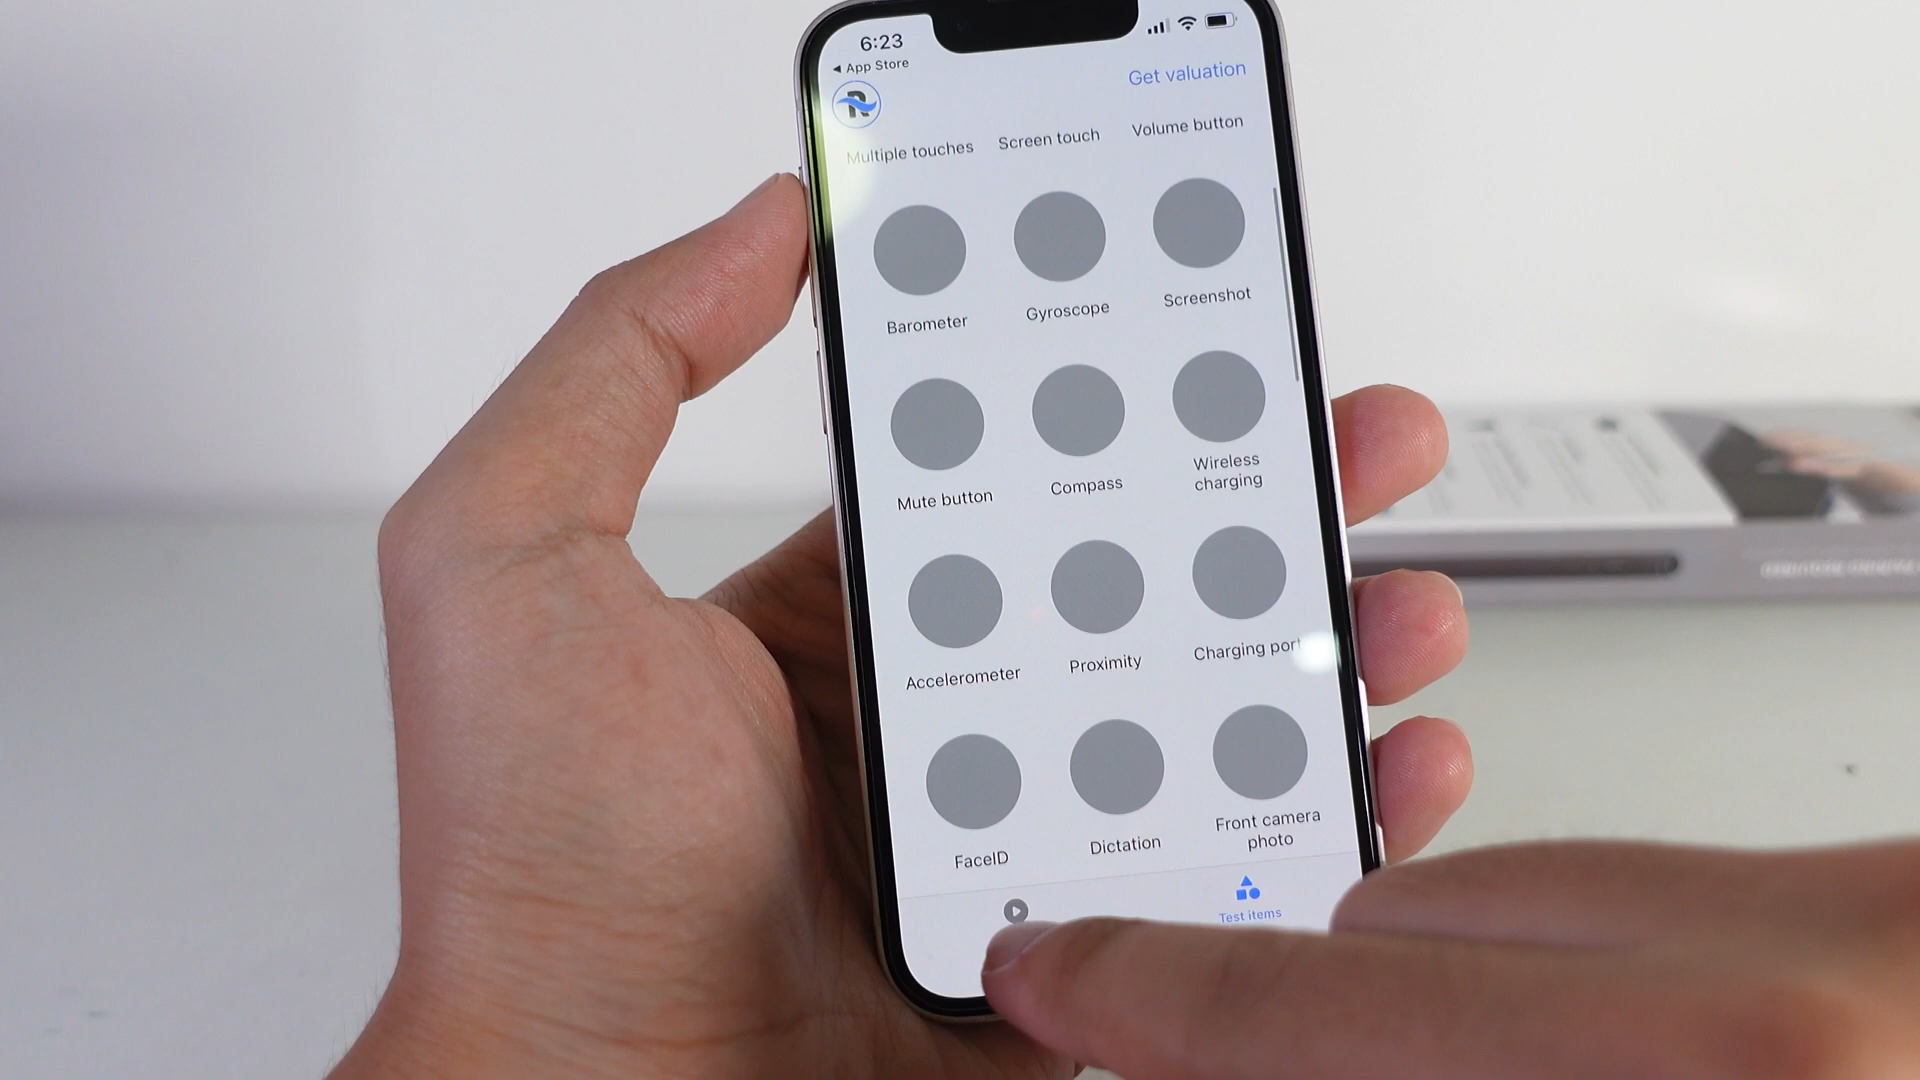 6:23
◀ App Store
R
Get valuation
Multiple touches
Screen touch
Volume button
Barometer
Gyroscope
Screenshot
Mute button
Compass
Wireless
charging
Accelerometer
Proximity
Charging port
FaceID
Dictation
Front camera
photo
Test items